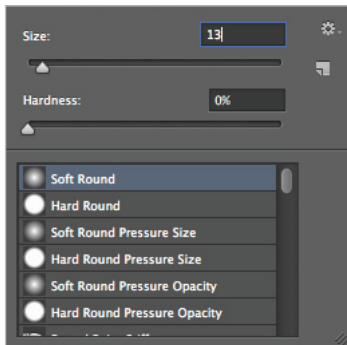 Size:
13
Hardness:
0%
Soft Round
Hard Round
Soft Round Pressure Size
Hard Round Pressure Size
Soft Round Pressure Opacity
Hard Round Pressure Opacity